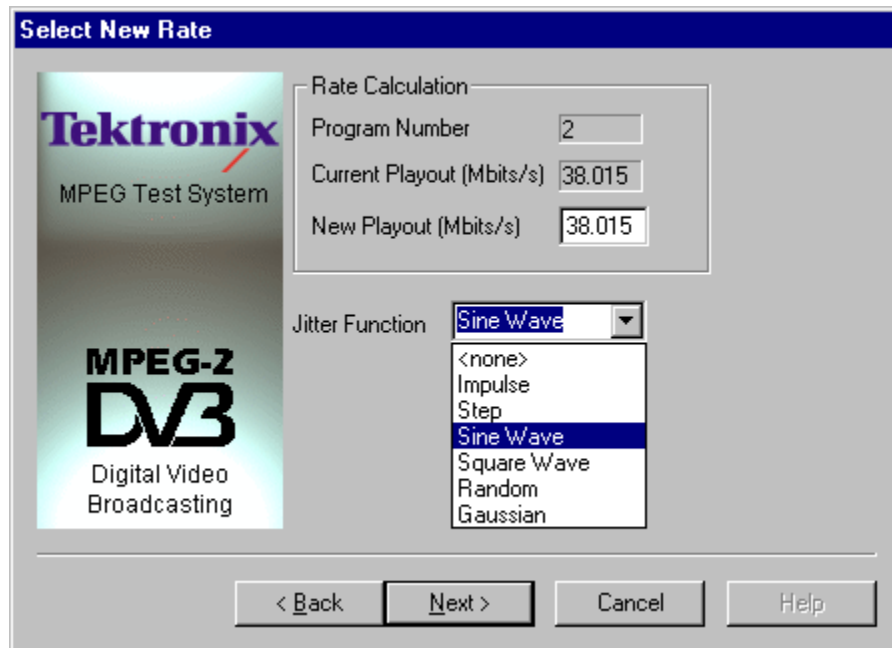 Select New Rate
Tektronix
MPEG Test System
MPEG-2
DVB
Digital Video
Broadcasting
Rate Calculation
Program Number 2
Current Playout (Mbits/s) 38.015
New Playout (Mbits/s) 38.015
Jitter Function Sine Wave
<none>
Impulse
Step
Sine Wave
Square Wave
Random
Gaussian
< Back Next > Cancel Help